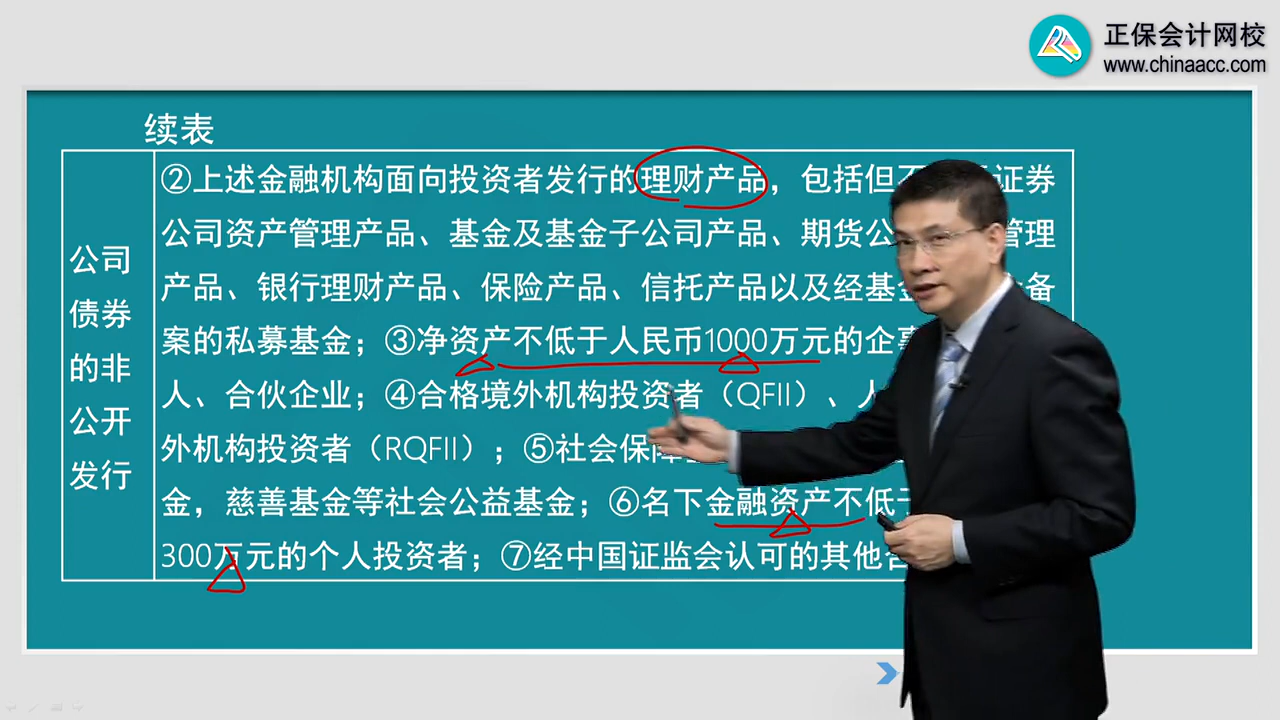 正保会计网校
www.chinaacc.com
续表
公司
债券
的非
公开
发行
②上述金融机构面向投资者发行的理财产品，包括但不 证券
公司资产管理产品、基金及基金子公司产品、期货公 管理
产品、银行理财产品、保险产品、信托产品以及经基金 备
案的私募基金；③净资产不低于人民币1000万元的企事
人、合伙企业；④合格境外机构投资者（QFII）、人
外机构投资者（RQFII）；⑤社会保障
金，慈善基金等社会公益基金；⑥名下金融资产不低于
300万元的个人投资者；⑦经中国证监会认可的其他合